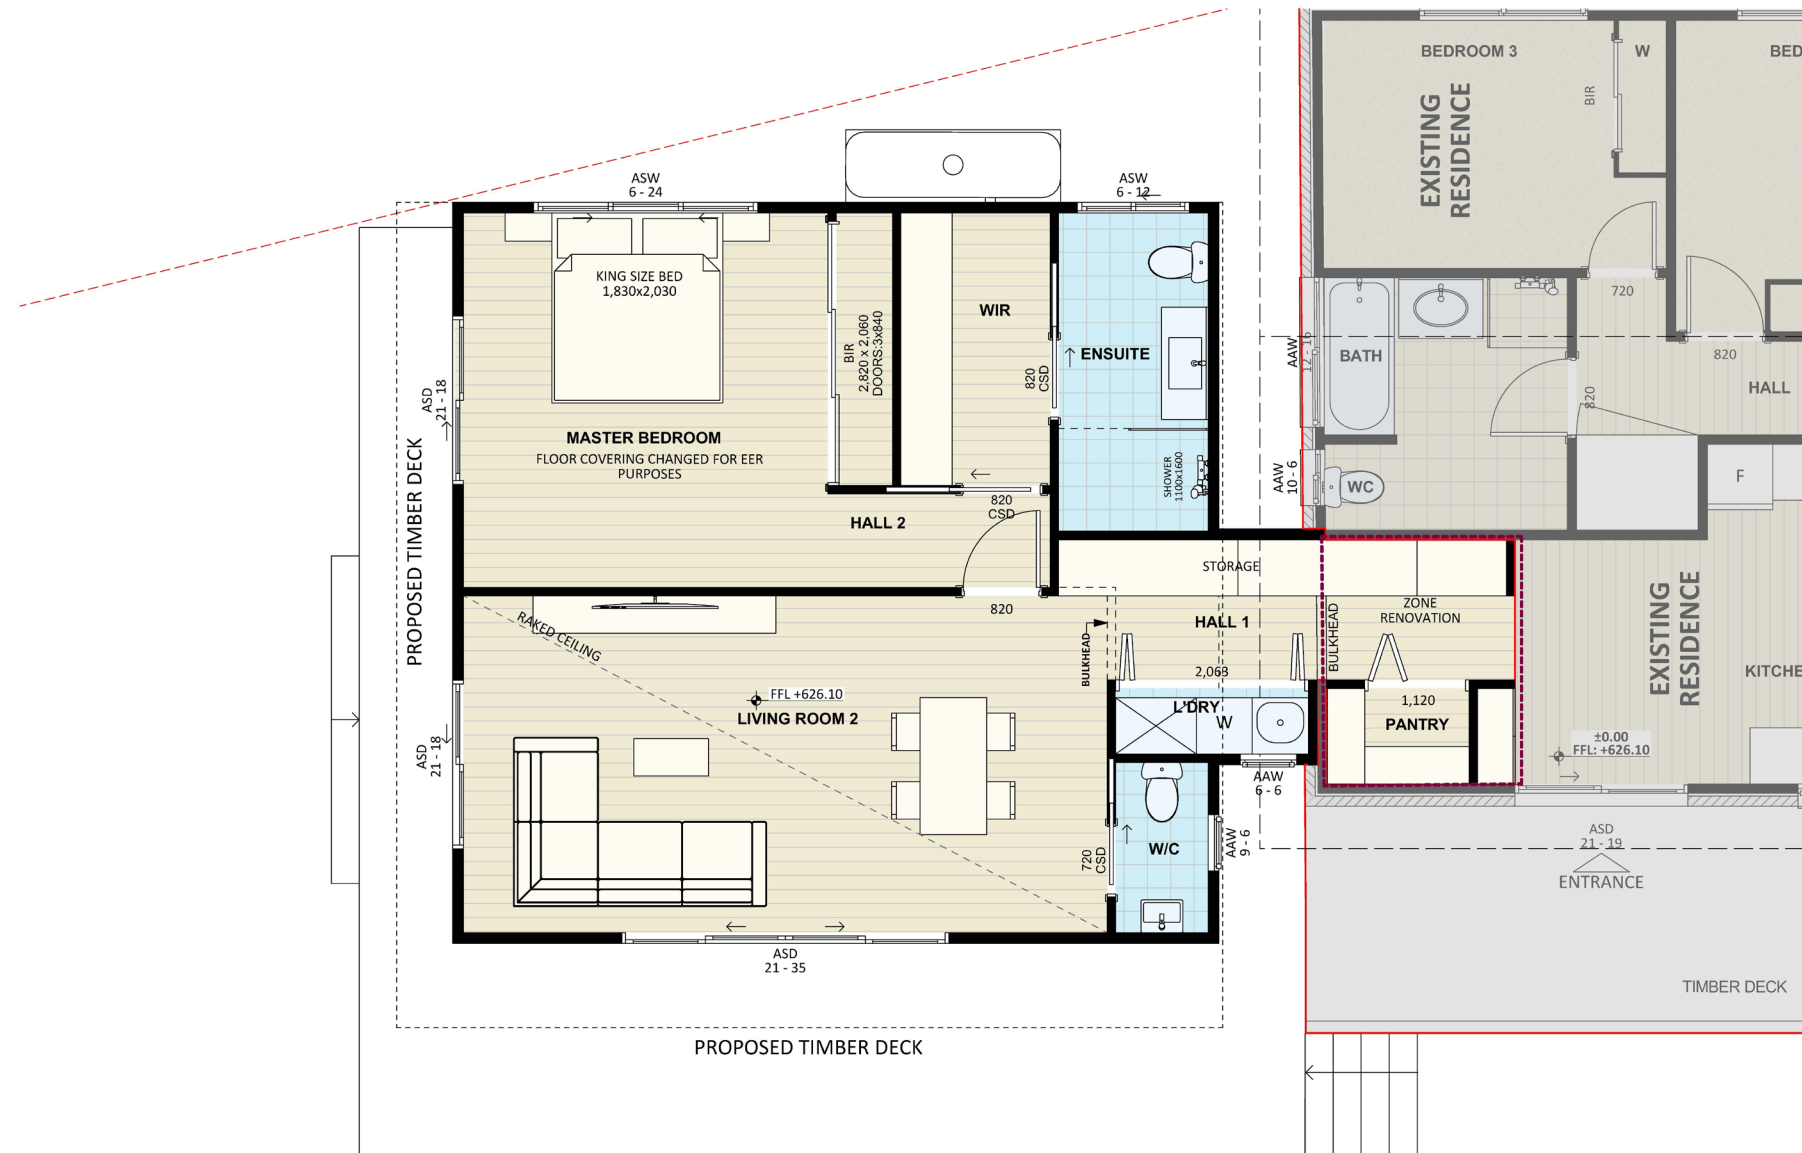 BEDROOM 3
W
BED
BIR
EXISTING
RESIDENCE
720
820
HALL
820
BATH
AAW
12 - 16
AAW
10 - 6
WC
F
ASW
6 - 24
ASW
6 - 12
KING SIZE BED
1,830x2,030
BIR
2,820 x 2,060
DOORS:3x840
WIR
ENSUITE
820
CSD
ASD
21 - 18
MASTER BEDROOM
FLOOR COVERING CHANGED FOR EER
PURPOSES
SHOWER
1100x1600
820
CSD
HALL 2
PROPOSED TIMBER DECK
820
STORAGE
HALL 1
BULKHEAD
BULKHEAD
ZONE
RENOVATION
EXISTING
RESIDENCE
KITCHE
RAKED CEILING
2,063
FFL +626.10
LIVING ROOM 2
L'DRY
W
1,120
PANTRY
±0.00
FFL: +626.10
ASD
21 - 18
AAW
6 - 6
AAW
9 - 6
720
CSD
W/C
ASD
21 - 19
ENTRANCE
ASD
21 - 35
TIMBER DECK
PROPOSED TIMBER DECK